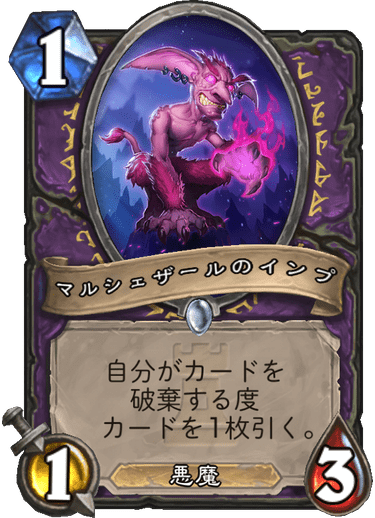 1
マルシェザールのインプ
自分がカードを
破棄する度
カードを1枚引く。
1
悪魔
3